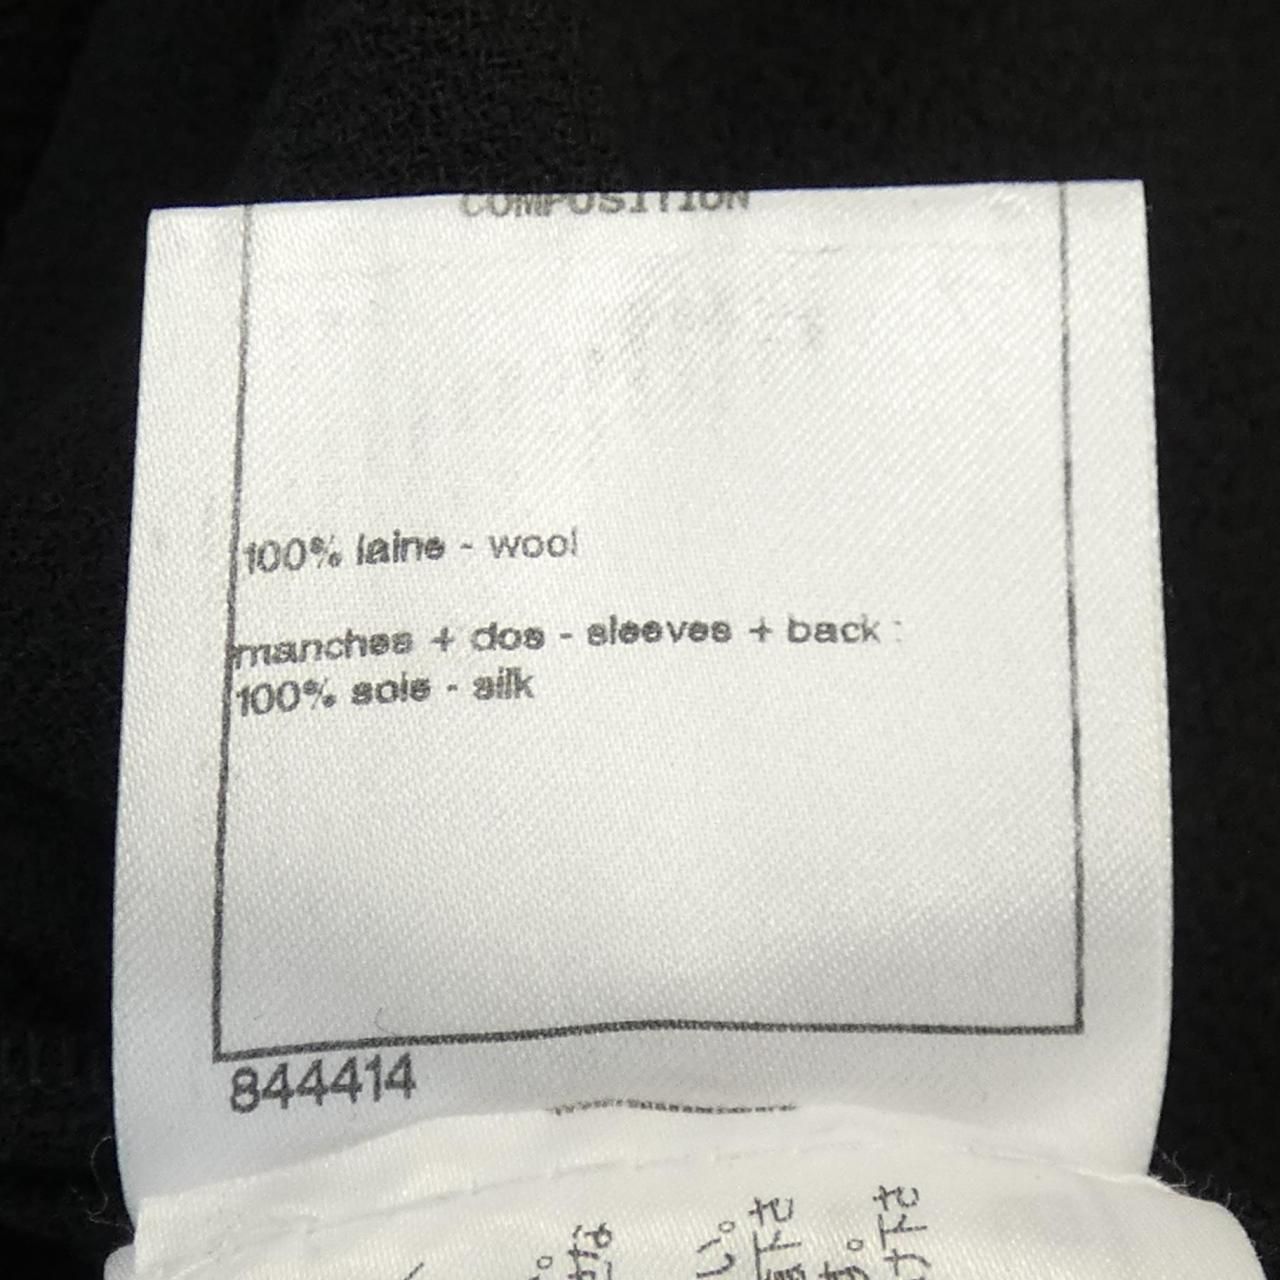 COMPOSITION
100% laine - wool
manches + dos - sleeves + back :
100% soie - silk
844414